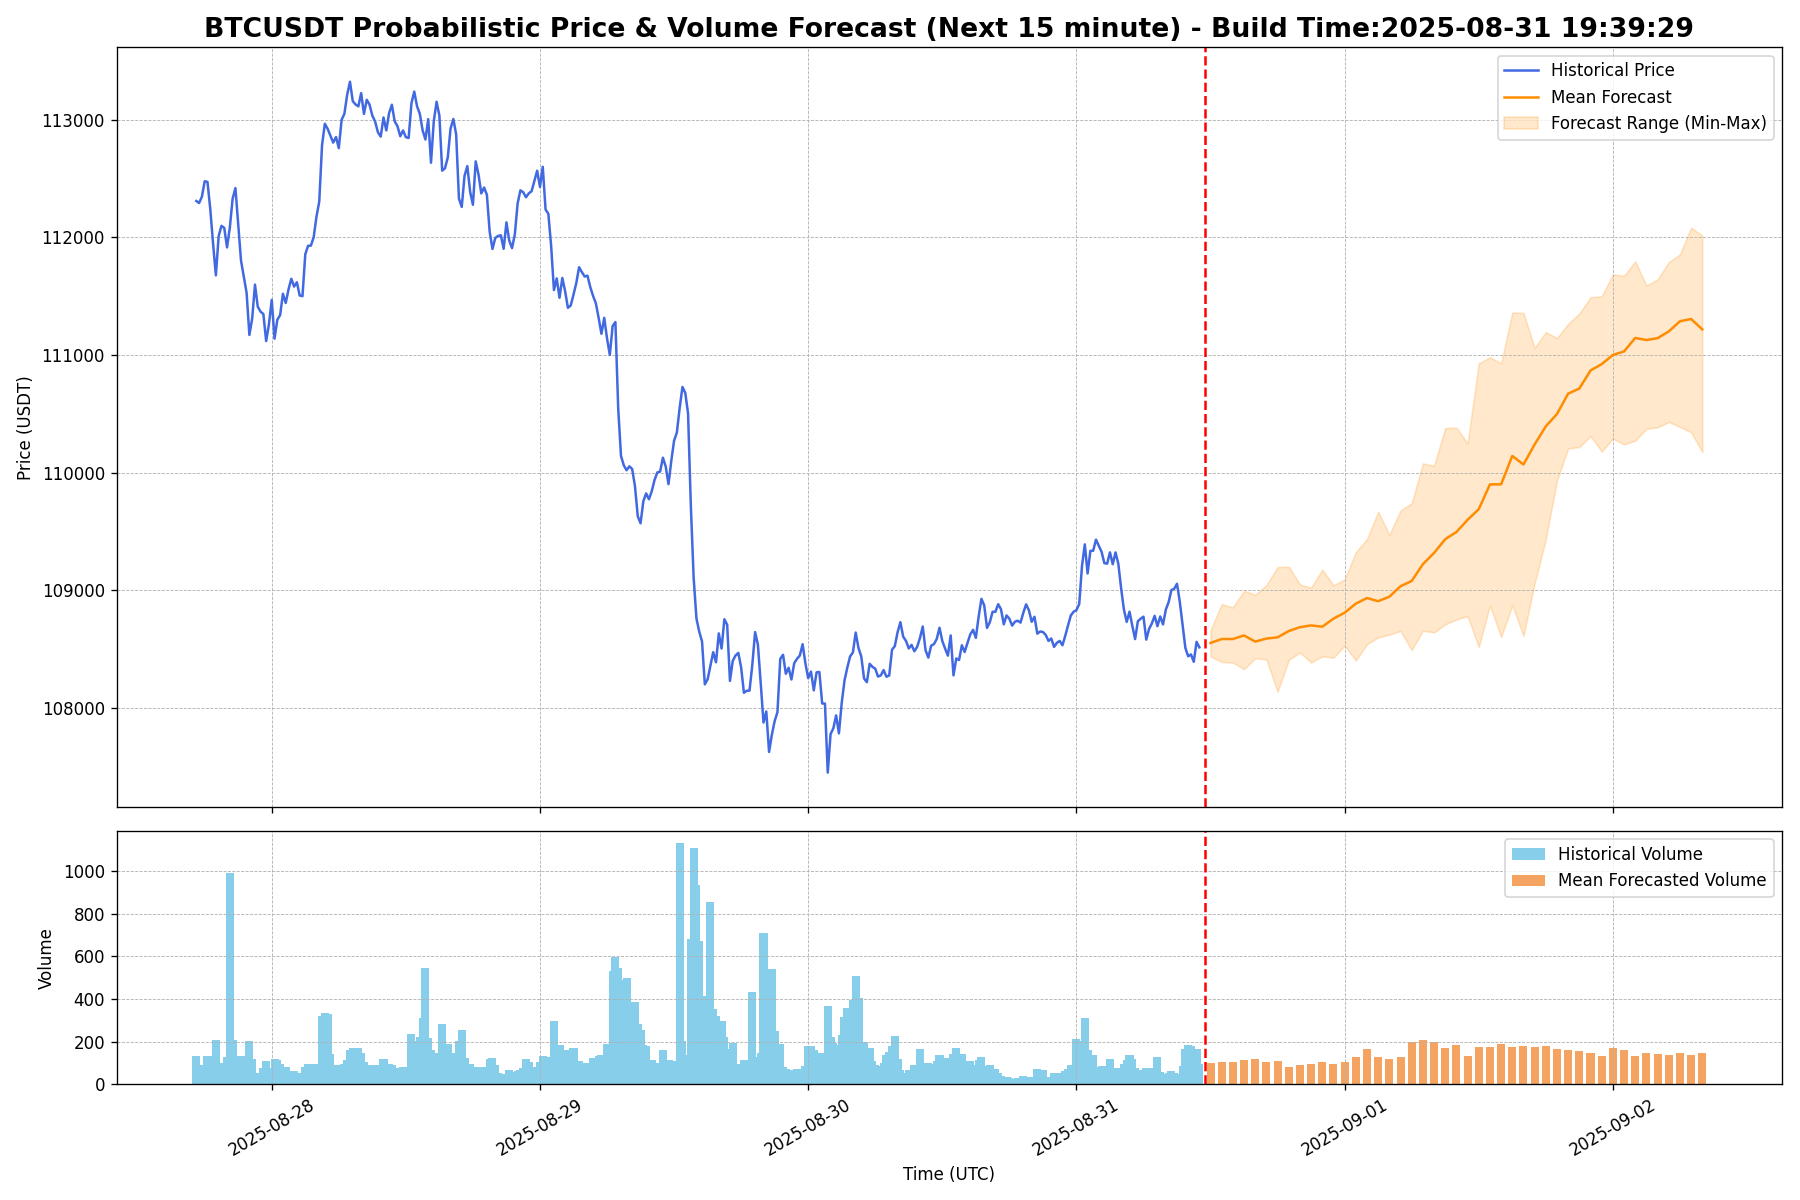 BTCUSDT Probabilistic Price & Volume Forecast (Next 15 minute) - Build Time:2025-08-31 19:39:29
Historical Price
Mean Forecast
Forecast Range (Min-Max)
113000
112000
111000
110000
109000
108000
Price (USDT)
Historical Volume
Mean Forecasted Volume
1000
800
600
400
200
0
Volume
2025-08-28
2025-08-29
2025-08-30
2025-08-31
2025-09-01
2025-09-02
Time (UTC)